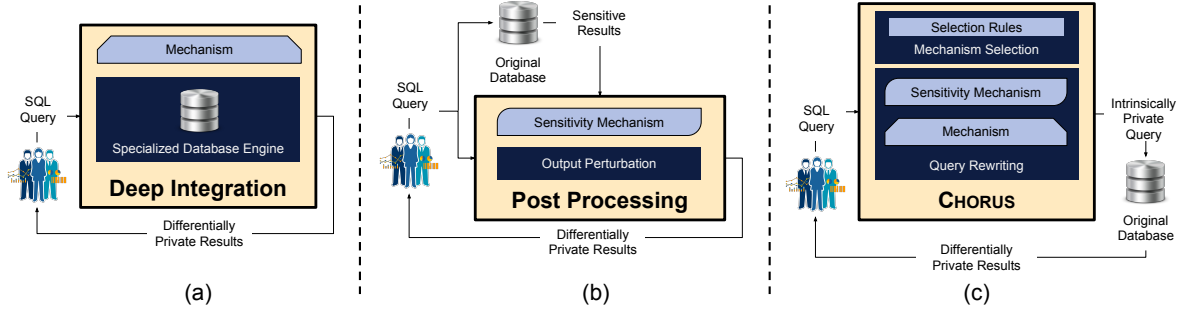 Mechanism
SQL
Query
Specialized Database Engine
Deep Integration
Differentially
Private Results
(a)
Original
Database
Sensitive
Results
SQL
Query
Sensitivity Mechanism
Output Perturbation
Post Processing
Differentially
Private Results
(b)
Selection Rules
Mechanism Selection
SQL
Query
Sensitivity Mechanism
Mechanism
Query Rewriting
CHORUS
Intrinsically
Private
Query
Original
Database
Differentially
Private Results
(c)